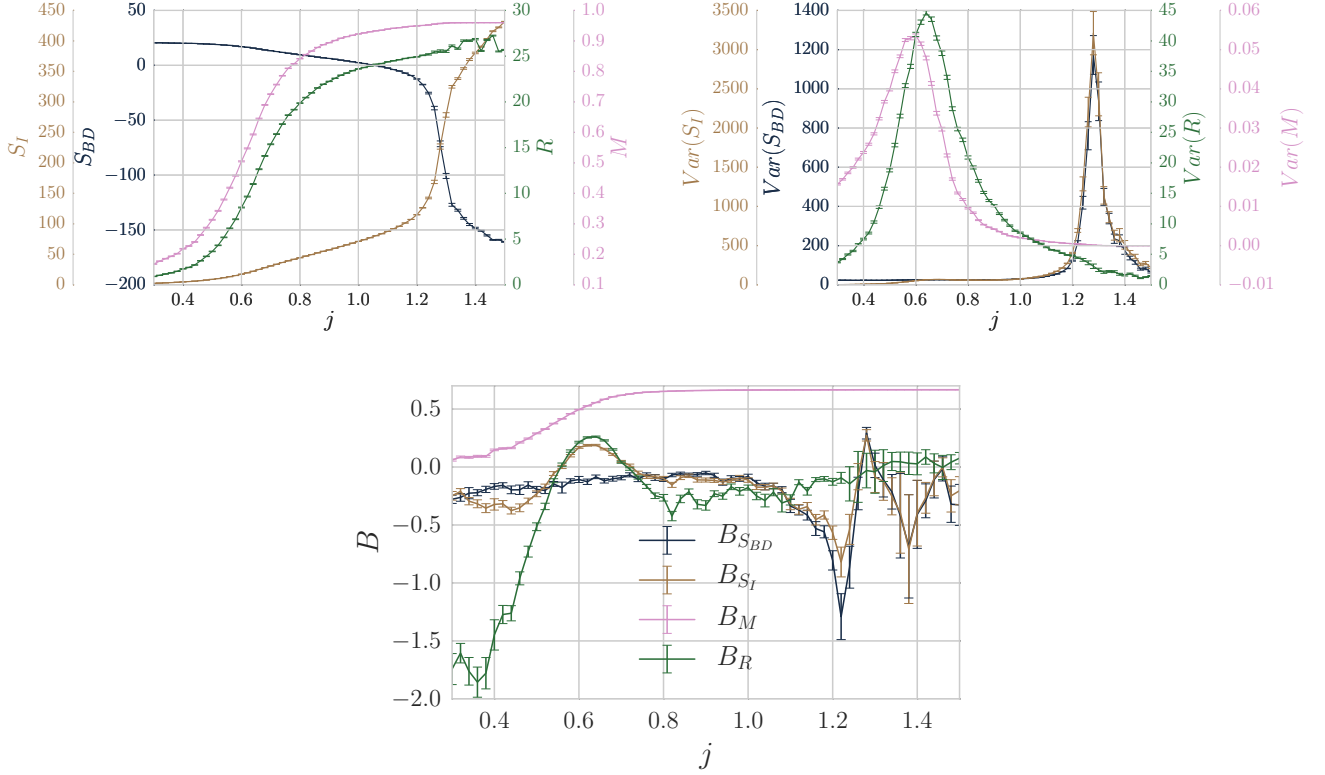 450 50 30 1.0
400 0.9
350 0 25 0.8
300 −50 20 0.7
250 0.6
S_I S_BD R M
200 −100 15 0.5
150 10 0.4
100 −150 0.3
50 5 0.2
0 −200 0 0.1
0.4 0.6 0.8 1.0 1.2 1.4
j
3500 1400 45 0.06
3000 1200 40 0.05
2500 1000 35 0.04
2000 800 30 0.03
Var(S_I) Var(S_BD) 25 Var(R) Var(M)
1500 600 20 0.02
1000 400 15 0.01
500 200 10 0.00
5
0 0 0 −0.01
0.4 0.6 0.8 1.0 1.2 1.4
j
0.5
0.0
−0.5
−1.0
−1.5
−2.0
B
B_{S_{BD}}
B_{S_I}
B_M
B_R
0.4 0.6 0.8 1.0 1.2 1.4
j